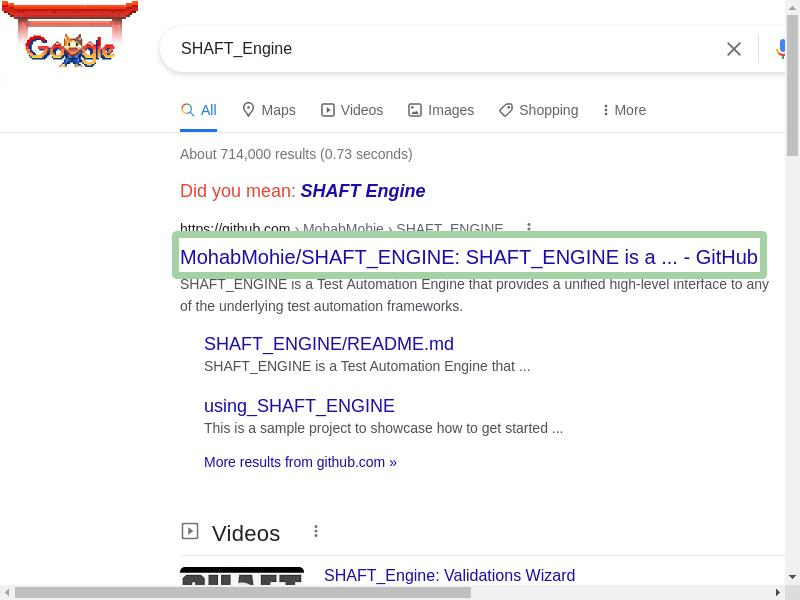 Google
SHAFT_Engine
All
Maps
Videos
Images
Shopping
More
About 714,000 results (0.73 seconds)
Did you mean: SHAFT Engine
https://github.com › MohabMohie › SHAFT_ENGINE
MohabMohie/SHAFT_ENGINE: SHAFT_ENGINE is a ... - GitHub
SHAFT_ENGINE is a Test Automation Engine that provides a unified high-level interface to any
of the underlying test automation frameworks.
SHAFT_ENGINE/README.md
SHAFT_ENGINE is a Test Automation Engine that ...
using_SHAFT_ENGINE
This is a sample project to showcase how to get started ...
More results from github.com »
Videos
SHAFT
SHAFT_Engine: Validations Wizard